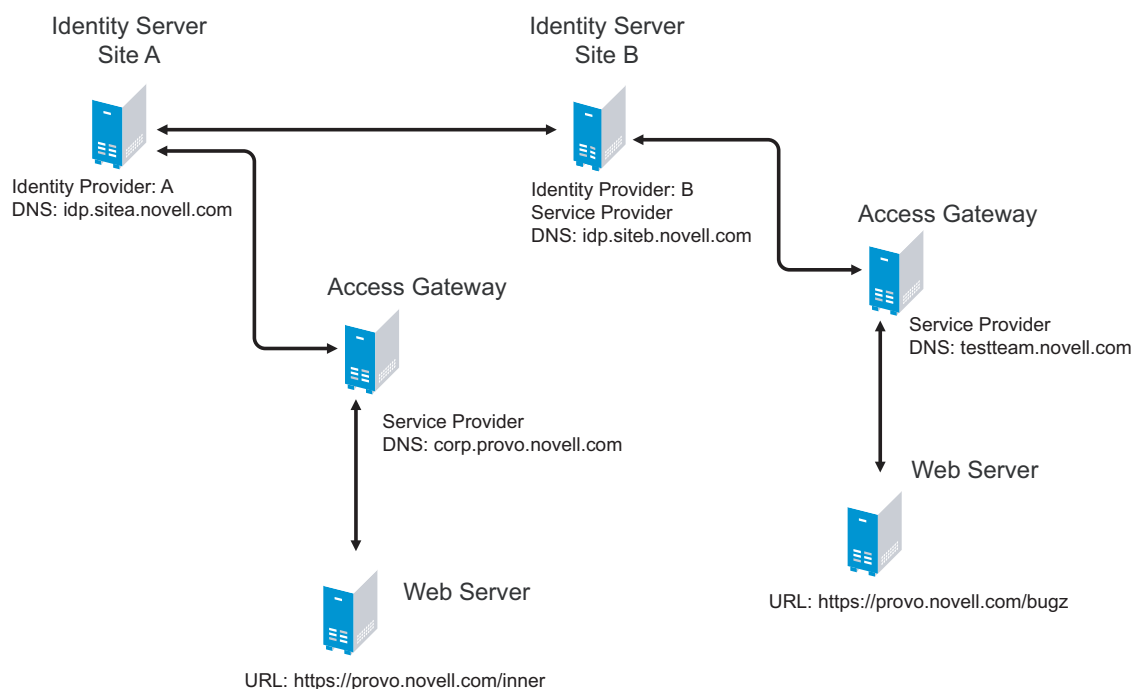 Identity Server
Site A
Identity Server
Site B
Identity Provider: A
DNS: idp.sitea.novell.com
Identity Provider: B
Service Provider
DNS: idp.siteb.novell.com
Access Gateway
Access Gateway
Service Provider
DNS: testteam.novell.com
Service Provider
DNS: corp.provo.novell.com
Web Server
Web Server
URL: https://provo.novell.com/bugz
URL: https://provo.novell.com/inner